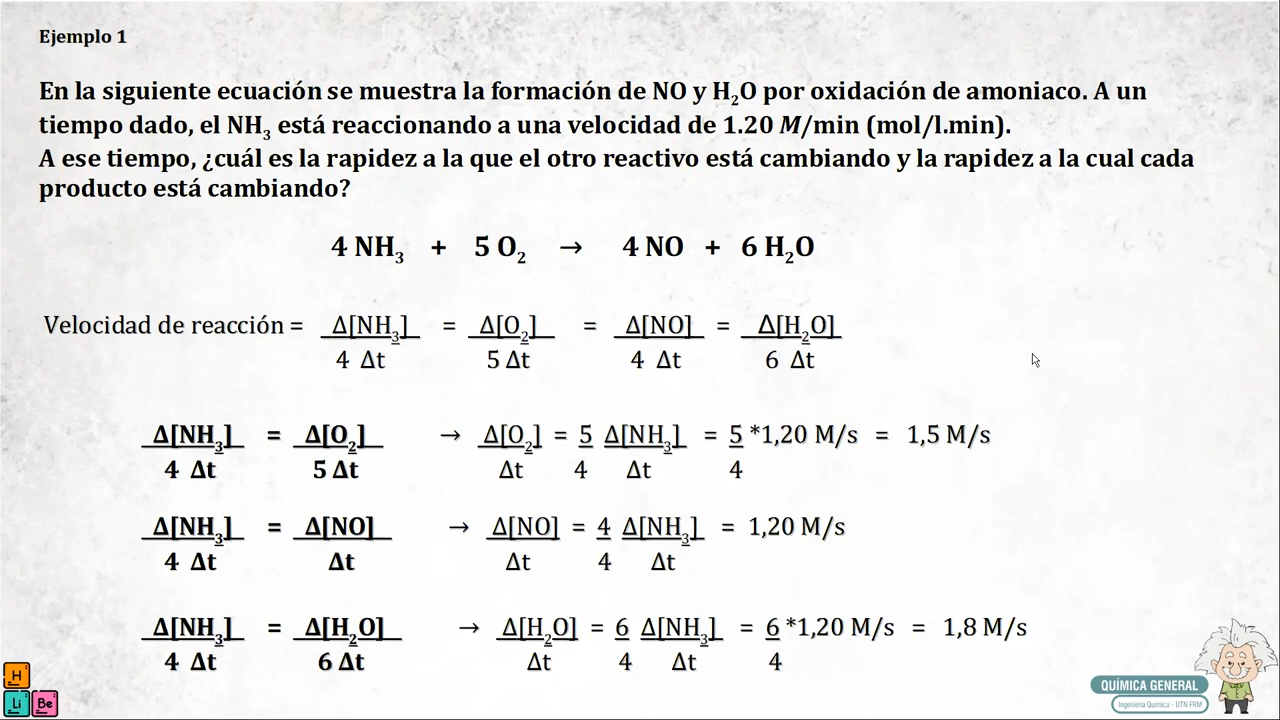 Ejemplo 1
En la siguiente ecuación se muestra la formación de NO y H₂O por oxidación de amoniaco. A un
tiempo dado, el NH₃ está reaccionando a una velocidad de 1.20 M/min (mol/l.min).
A ese tiempo, ¿cuál es la rapidez a la que el otro reactivo está cambiando y la rapidez a la cual cada
producto está cambiando?
4 NH₃ + 5 O₂ → 4 NO + 6 H₂O
Velocidad de reacción = Δ[NH₃] = Δ[O₂] = Δ[NO] = Δ[H₂O]
4 Δt 5 Δt 4 Δt 6 Δt
Δ[NH₃] = Δ[O₂] → Δ[O₂] = 5 Δ[NH₃] = 5 *1,20 M/s = 1,5 M/s
4 Δt 5 Δt Δt 4 Δt 4
Δ[NH₃] = Δ[NO] → Δ[NO] = 4 Δ[NH₃] = 1,20 M/s
4 Δt Δt Δt 4 Δt
Δ[NH₃] = Δ[H₂O] → Δ[H₂O] = 6 Δ[NH₃] = 6 *1,20 M/s = 1,8 M/s
4 Δt 6 Δt Δt 4 Δt 4
H
Li Be
QUÍMICA GENERAL
Ingeniería Química - UTN FRM